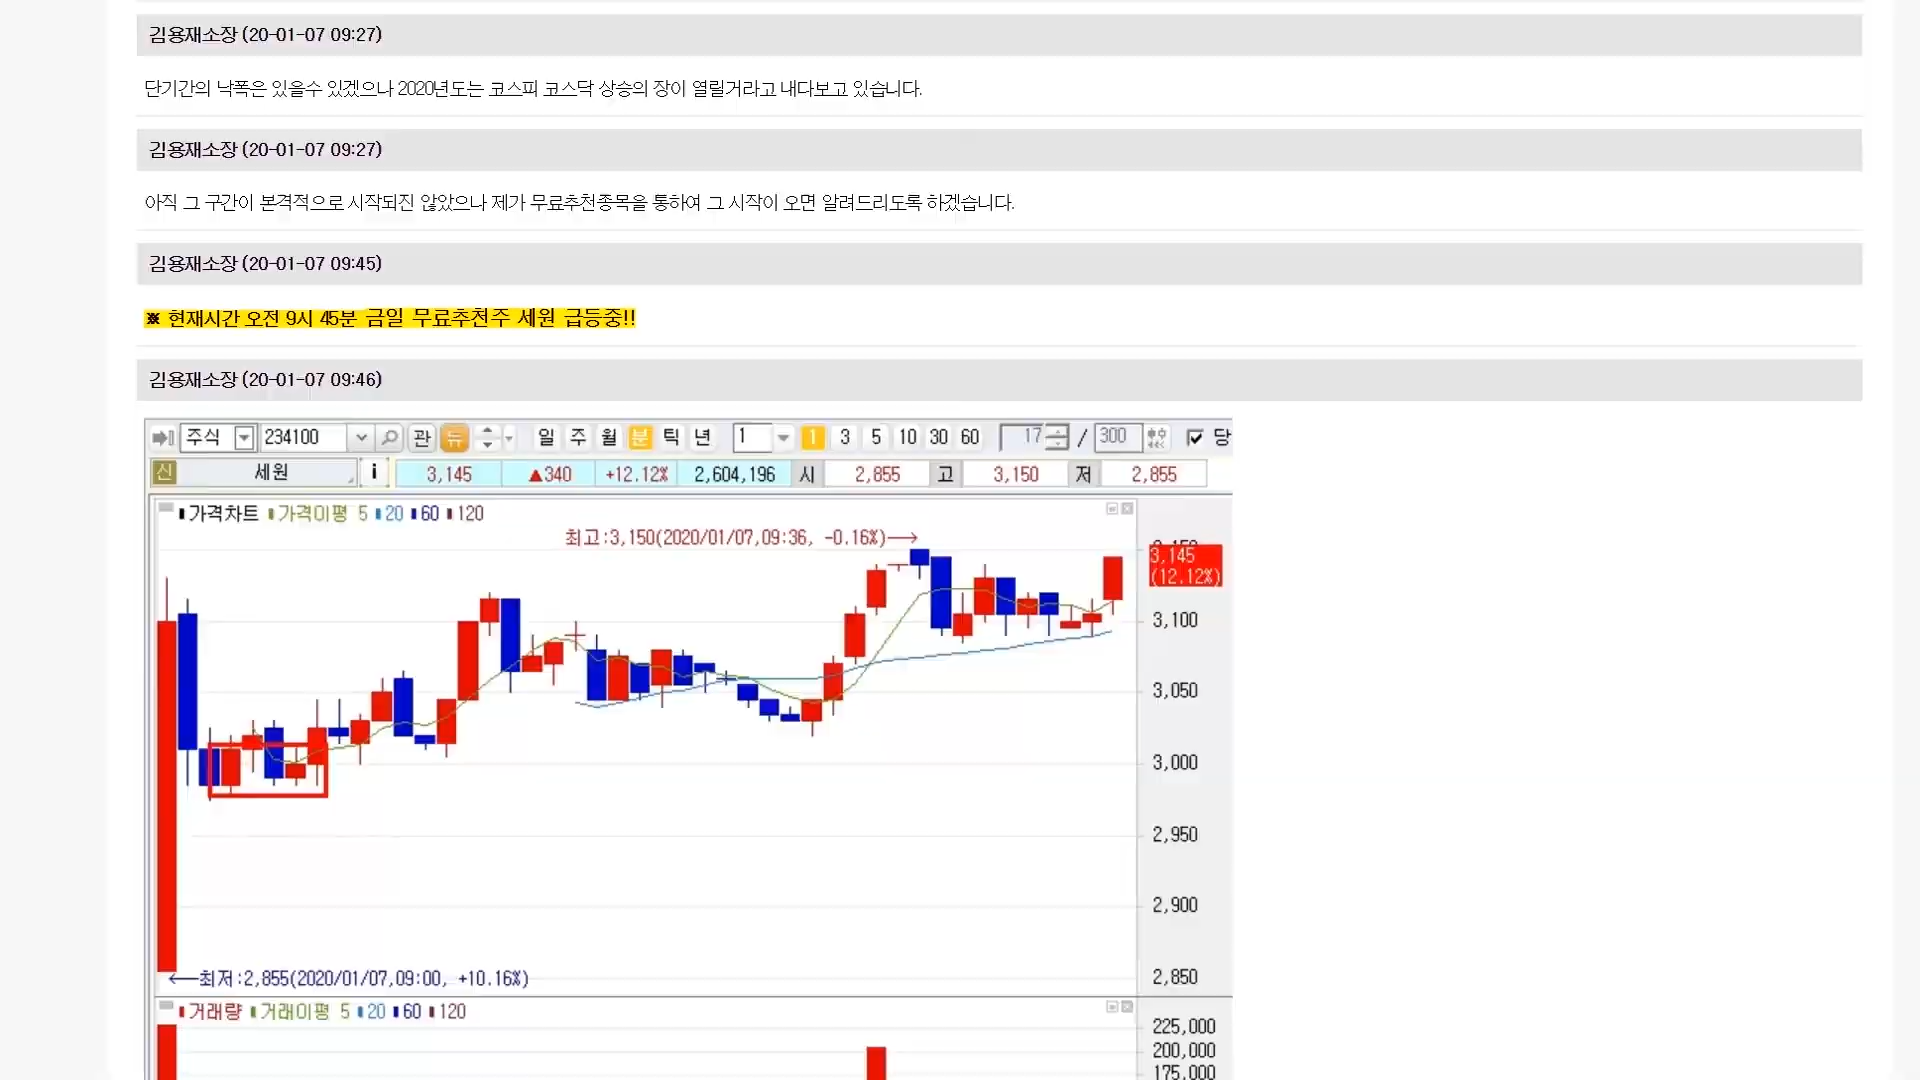 김용재소장 (20-01-07 09:27)
단기간의 낙폭은 있을수 있겠으나 2020년도는 코스피 코스닥 상승의 장이 열릴거라고 내다보고 있습니다.
김용재소장 (20-01-07 09:27)
아직 그 구간이 본격적으로 시작되진 않았으나 제가 무료추천종목을 통하여 그 시작이 오면 알려드리도록 하겠습니다.
김용재소장 (20-01-07 09:45)
※ 현재시간 오전 9시 45분 금일 무료추천주 세원 급등중!!
김용재소장 (20-01-07 09:46)
주식 234100 관 뉴 일 주 월 분 틱 년 1 1 3 5 10 30 60 17 / 300 당
신 세원 i 3,145 ▲340 +12.12% 2,604,196 시 2,855 고 3,150 저 2,855
가격차트 가격이평 5 20 60 120
최고:3,150(2020/01/07,09:36, -0.16%)
3,150
3,145
(12.12%)
3,100
3,050
3,000
2,950
2,900
2,850
최저:2,855(2020/01/07,09:00, +10.16%)
거래량 거래이평 5 20 60 120
225,000
200,000
175,000